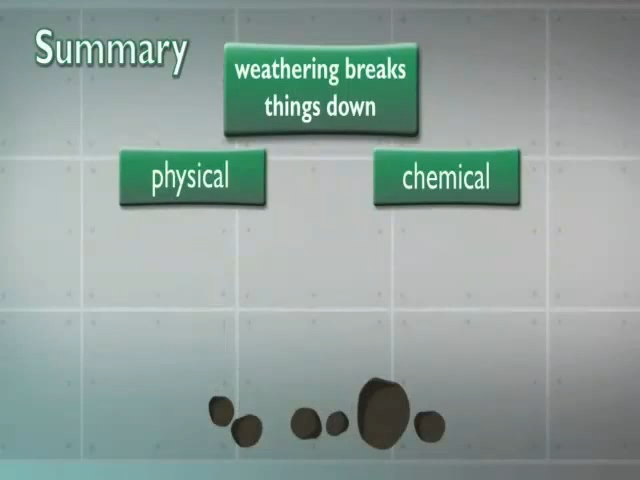 Summary
weathering breaks
things down
physical
chemical